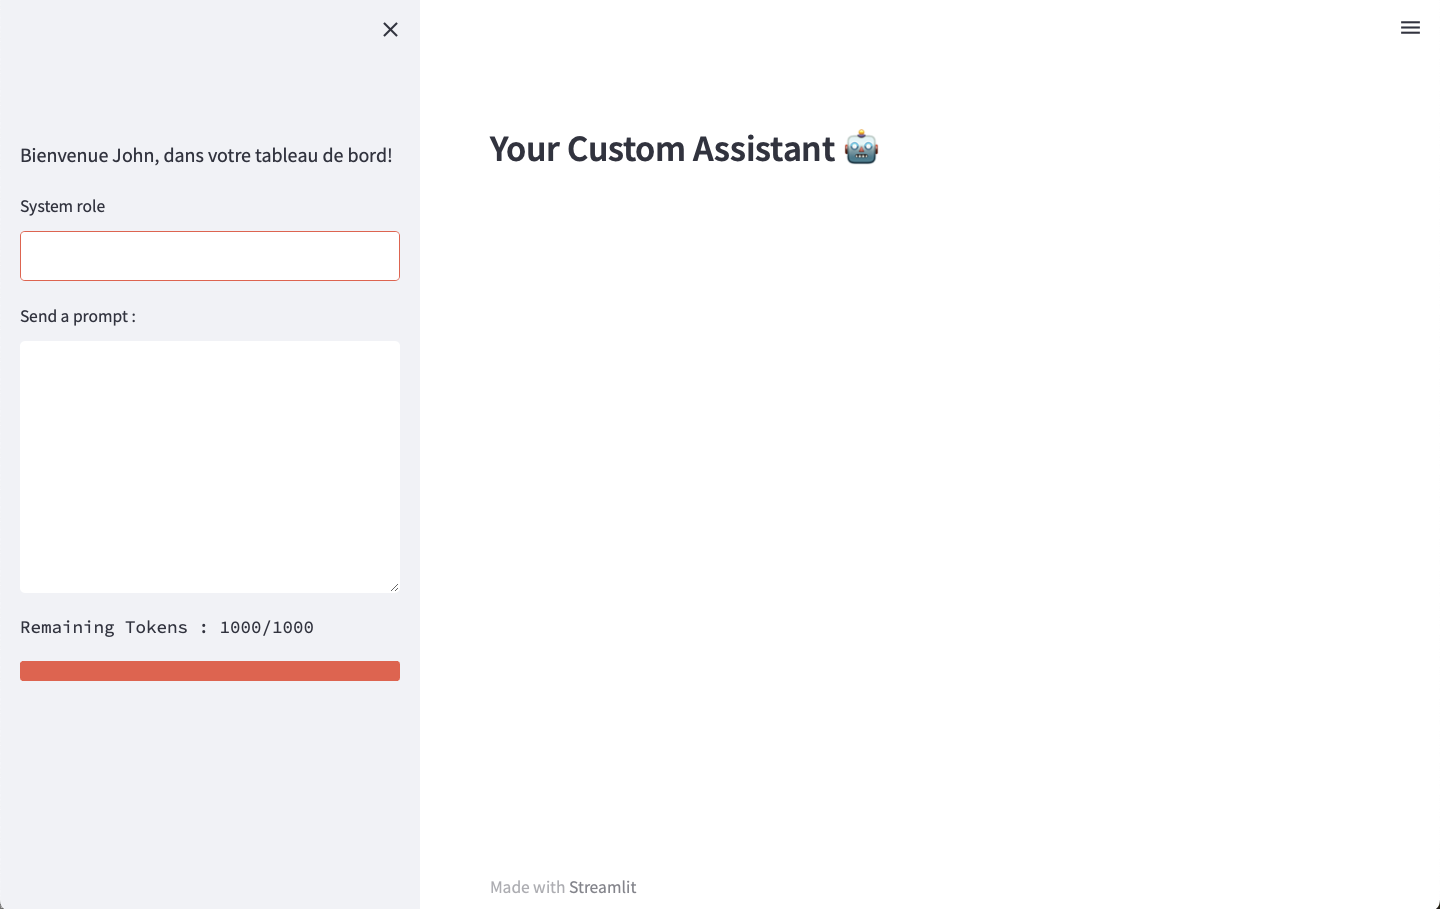 Bienvenue John, dans votre tableau de bord!
System role
Send a prompt :
Remaining Tokens : 1000/1000
Your Custom Assistant 🤖
Made with Streamlit